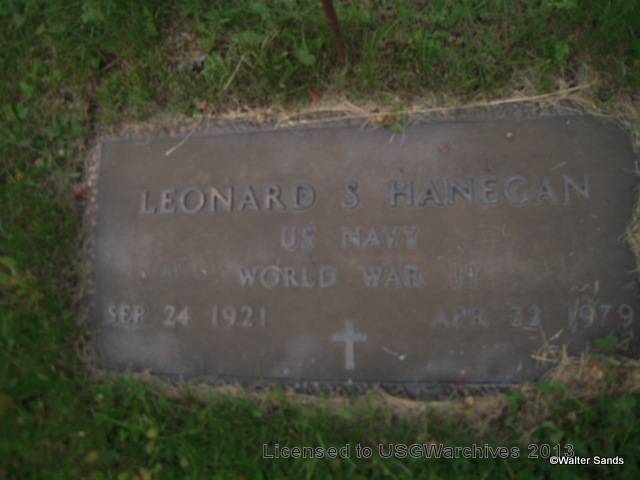 LEONARD S HANEGAN
US NAVY
WORLD WAR II
SEP 24 1921 APR 22 1979
Licensed to USGWarchives 2013
©Walter Sands